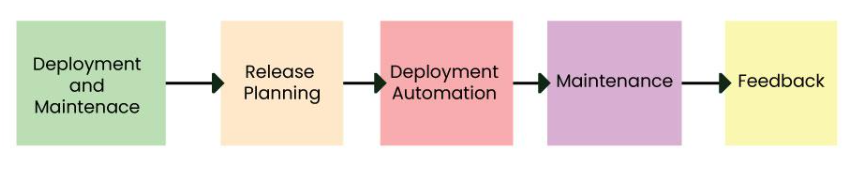 Deployment
and
Maintenace
Release
Planning
Deployment
Automation
Maintenance
Feedback